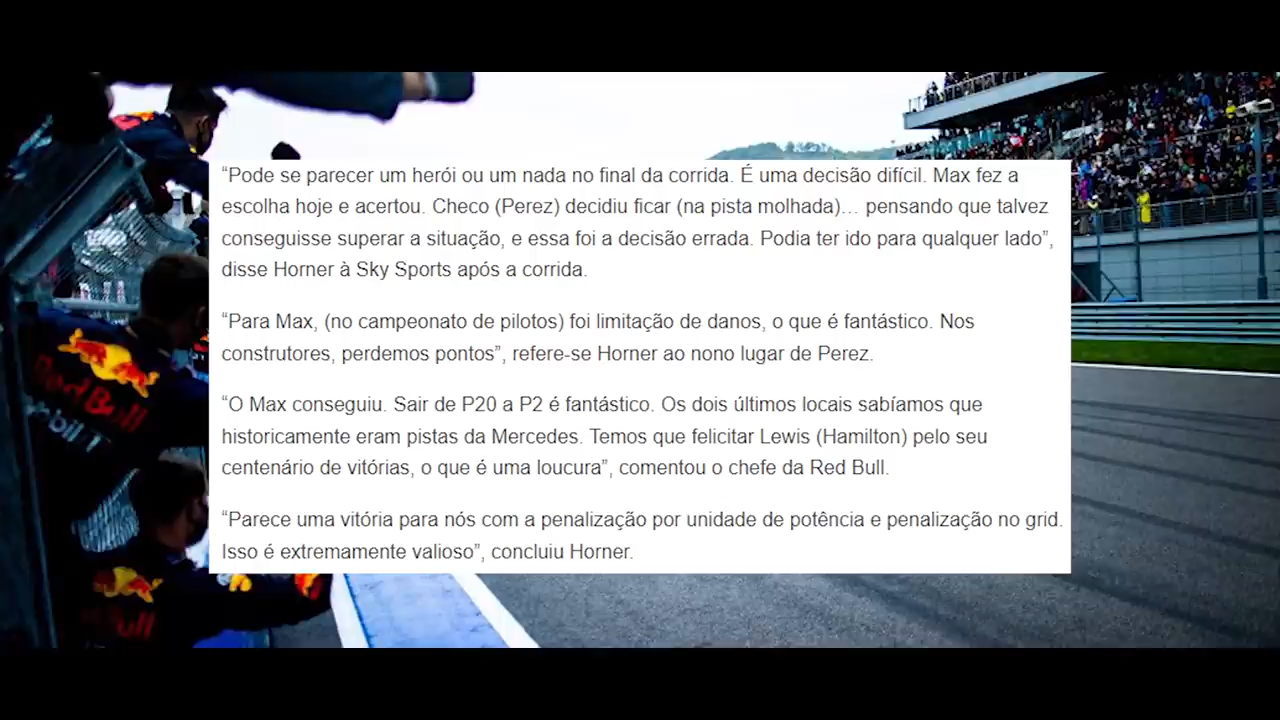 “Pode se parecer um herói ou um nada no final da corrida. É uma decisão difícil. Max fez a
escolha hoje e acertou. Checo (Perez) decidiu ficar (na pista molhada)… pensando que talvez
conseguisse superar a situação, e essa foi a decisão errada. Podia ter ido para qualquer lado”,
disse Horner à Sky Sports após a corrida.
“Para Max, (no campeonato de pilotos) foi limitação de danos, o que é fantástico. Nos
construtores, perdemos pontos”, refere-se Horner ao nono lugar de Perez.
“O Max conseguiu. Sair de P20 a P2 é fantástico. Os dois últimos locais sabíamos que
historicamente eram pistas da Mercedes. Temos que felicitar Lewis (Hamilton) pelo seu
centenário de vitórias, o que é uma loucura”, comentou o chefe da Red Bull.
“Parece uma vitória para nós com a penalização por unidade de potência e penalização no grid.
Isso é extremamente valioso”, concluiu Horner.
Red Bull